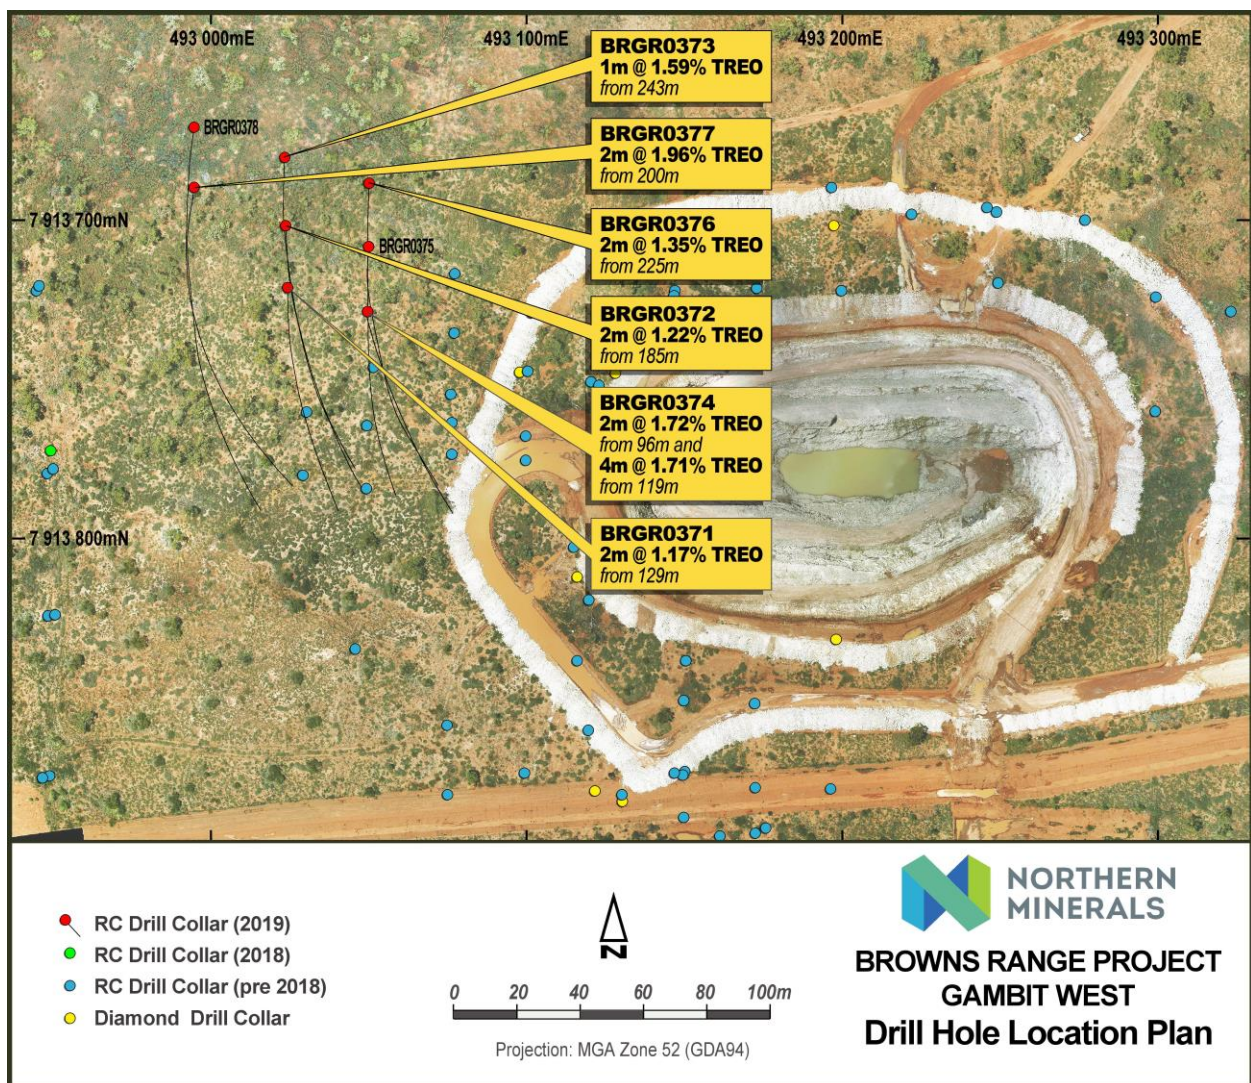 493 000mE
493 100mE
493 200mE
493 300mE
BRGR0373
1m @ 1.59% TREO
from 243m
BRGR0378
BRGR0377
2m @ 1.96% TREO
from 200m
7 913 700mN
BRGR0376
2m @ 1.35% TREO
from 225m
BRGR0375
BRGR0372
2m @ 1.22% TREO
from 185m
BRGR0374
2m @ 1.72% TREO
from 96m and
4m @ 1.71% TREO
from 119m
7 913 800mN
BRGR0371
2m @ 1.17% TREO
from 129m
RC Drill Collar (2019)
RC Drill Collar (2018)
RC Drill Collar (pre 2018)
Diamond Drill Collar
N
0 20 40 60 80 100m
Projection: MGA Zone 52 (GDA94)
NORTHERN
MINERALS
BROWNS RANGE PROJECT
GAMBIT WEST
Drill Hole Location Plan